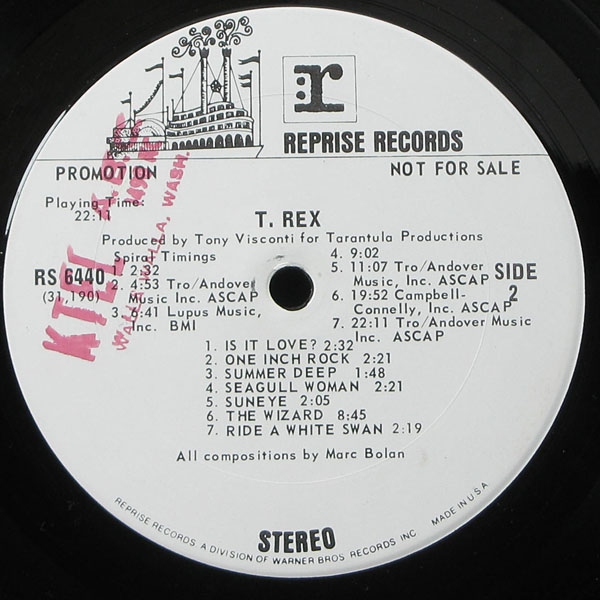 r
REPRISE RECORDS
PROMOTION
NOT FOR SALE
Playing Time:
22:11
T. REX
Produced by Tony Visconti for Tarantula Productions
RS 6440
(31,190)
Spiral Timings
1. 2:32
2. 4:53 Tro/Andover
Music Inc. ASCAP
3. 6:41 Lupus Music,
Inc. BMI
4. 9:02
5. 11:07 Tro/Andover
Music, Inc. ASCAP
6. 19:52 Campbell-
Connelly, Inc. ASCAP
7. 22:11 Tro/Andover Music
Inc. ASCAP
SIDE
2
1. IS IT LOVE? 2:32
2. ONE INCH ROCK 2:21
3. SUMMER DEEP 1:48
4. SEAGULL WOMAN 2:21
5. SUNEYE 2:05
6. THE WIZARD 8:45
7. RIDE A WHITE SWAN 2:19
All compositions by Marc Bolan
STEREO
REPRISE RECORDS A DIVISION OF WARNER BROS. RECORDS INC
MADE IN U.S.A
KTEL
WALLA WALLA, WASH.